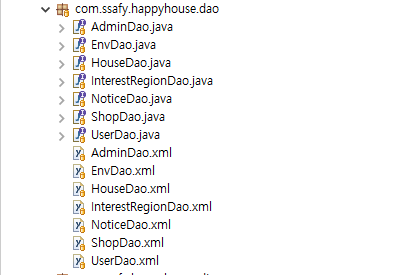 com.ssafy.happyhouse.dao
AdminDao.java
EnvDao.java
HouseDao.java
InterestRegionDao.java
NoticeDao.java
ShopDao.java
UserDao.java
AdminDao.xml
EnvDao.xml
HouseDao.xml
InterestRegionDao.xml
NoticeDao.xml
ShopDao.xml
UserDao.xml